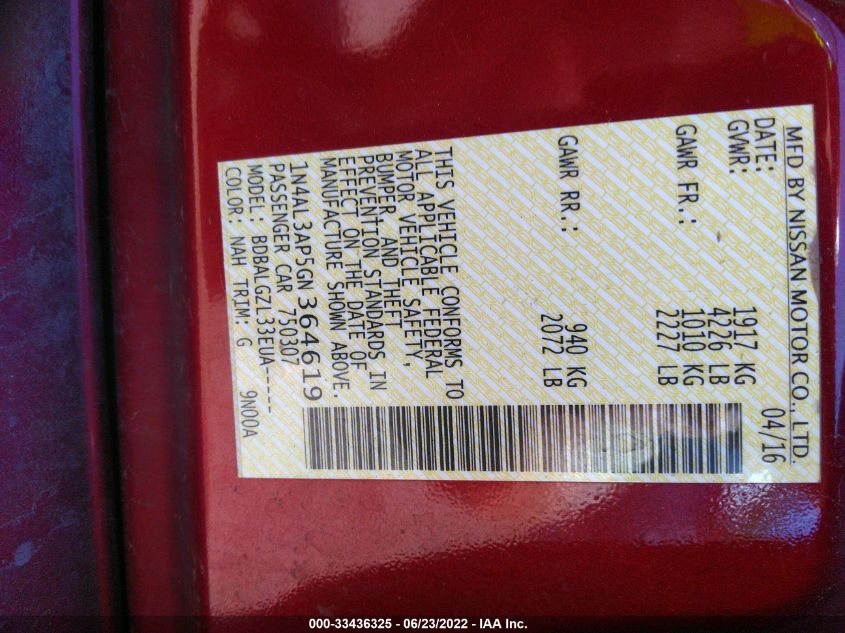 MFD BY NISSAN MOTOR CO., LTD.
DATE: 04/16
GVWR: 1917 KG
4226 LB
GAWR FR.: 1010 KG
2227 LB
GAWR RR.: 940 KG
2072 LB
THIS VEHICLE CONFORMS TO
ALL APPLICABLE FEDERAL
MOTOR VEHICLE SAFETY,
BUMPER, AND THEFT
PREVENTION STANDARDS IN
EFFECT ON THE DATE OF
MANUFACTURE SHOWN ABOVE.
1N4AL3AP5GN364619
PASSENGER CAR 750307
MODEL: BDBALGZL33EUA-----
COLOR: NAH TRIM: G 9N00A
000-33436325 - 06/23/2022 - IAA Inc.